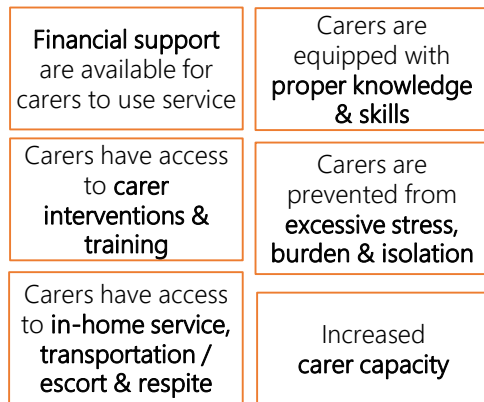 Financial support
are available for
carers to use service
Carers are
equipped with
proper knowledge
& skills
Carers have access
to carer
interventions &
training
Carers are
prevented from
excessive stress,
burden & isolation
Carers have access
to in-home service,
transportation /
escort & respite
Increased
carer capacity